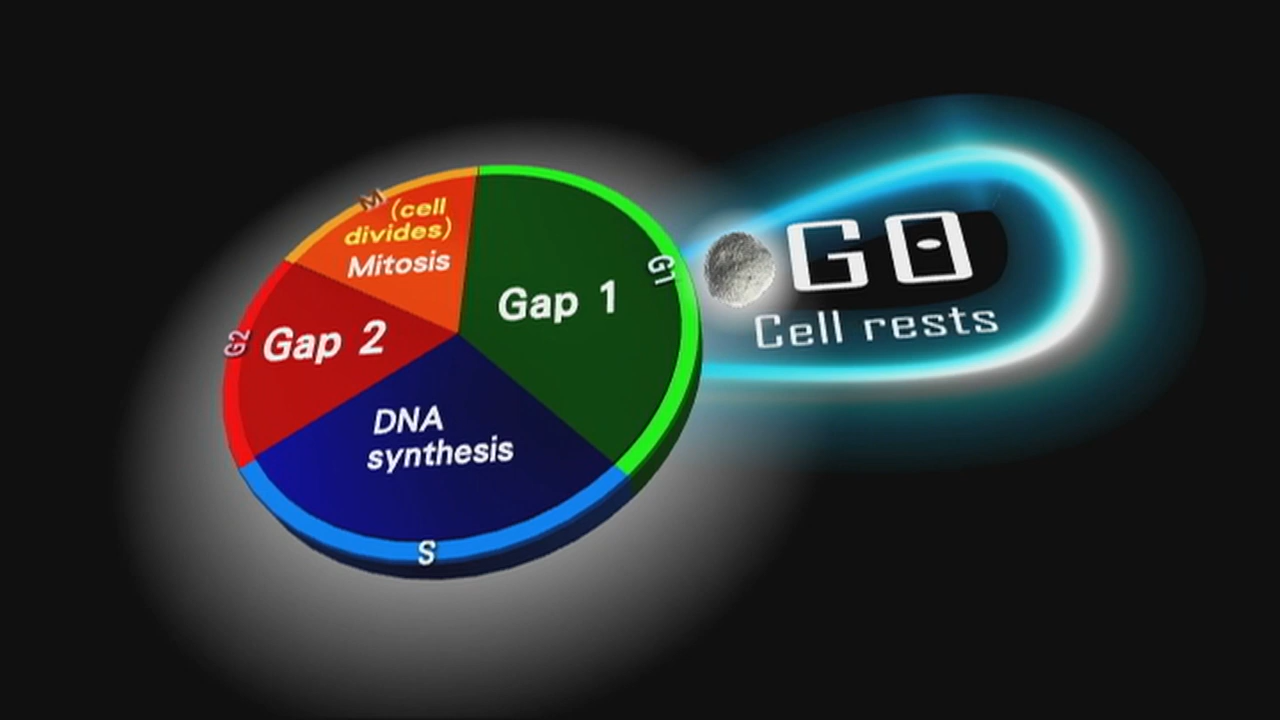 M
(cell
divides)
Mitosis
G1
Gap 1
G2
Gap 2
DNA
synthesis
S
G0
Cell rests